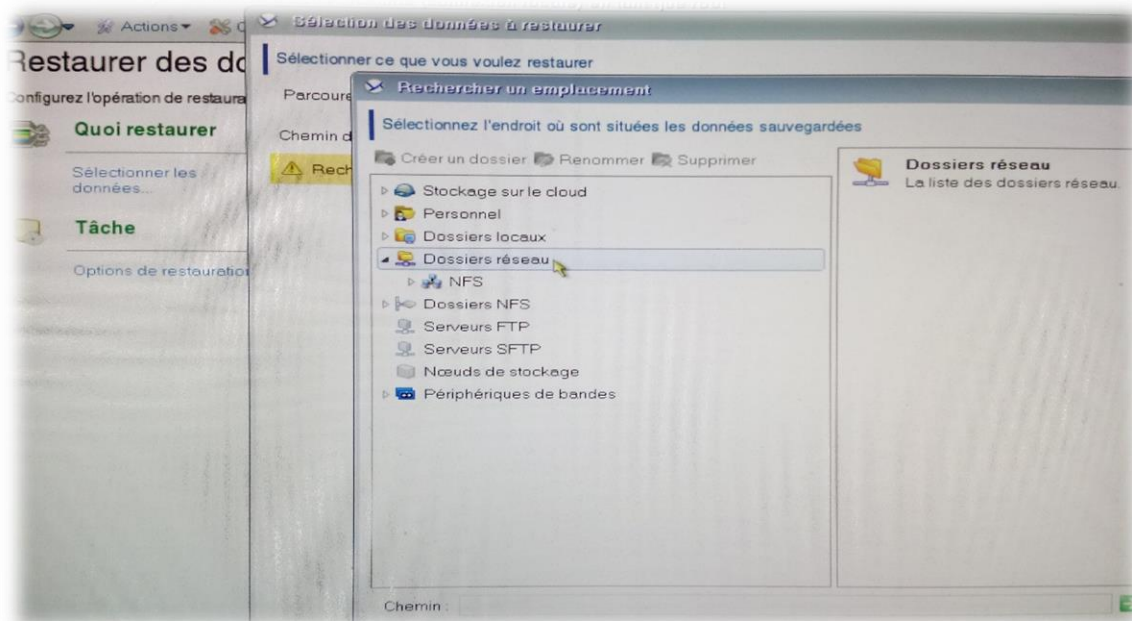 Actions
Sélection des données à restaurer
Restaurer des do
Sélectionner ce que vous voulez restaurer
Configurez l'opération de restaura
Parcoure
Rechercher un emplacement
Quoi restaurer
Chemin d
Sélectionnez l'endroit où sont situées les données sauvegardées
Sélectionner les
données...
Rech
Créer un dossier Renommer Supprimer
Dossiers réseau
La liste des dossiers réseau.
Tâche
Options de restauration
Stockage sur le cloud
Personnel
Dossiers locaux
Dossiers réseau
NFS
Dossiers NFS
Serveurs FTP
Serveurs SFTP
Nœuds de stockage
Périphériques de bandes
Chemin :